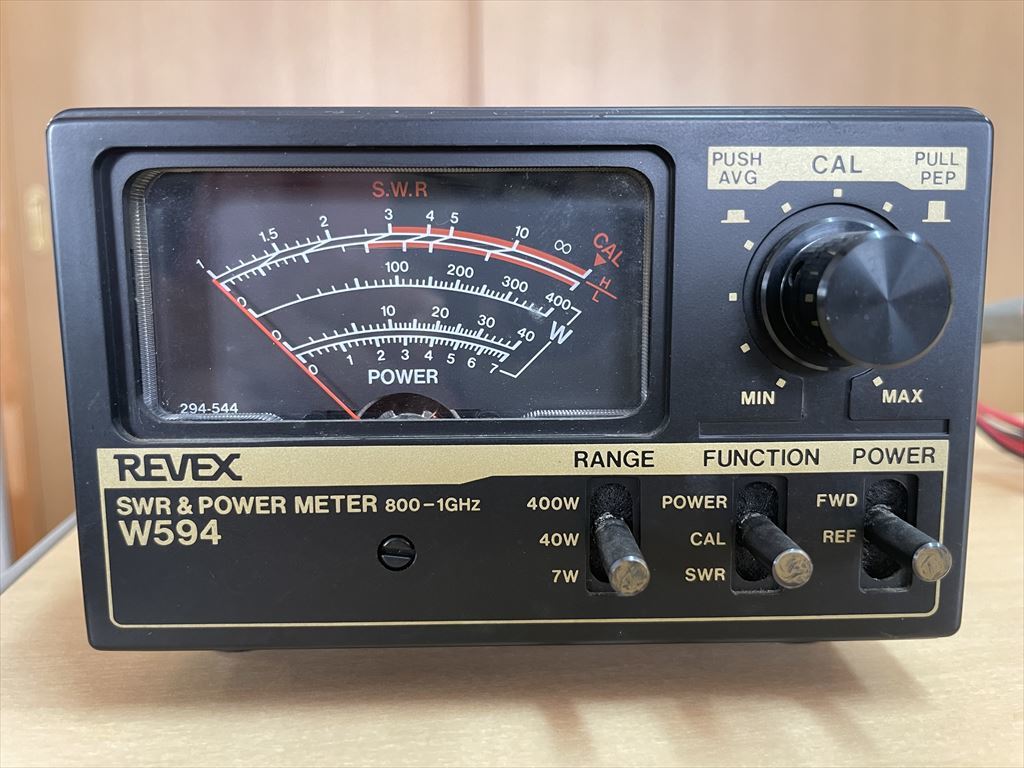 PUSH AVG CAL PULL PEP
S.W.R
1 1.5 2 3 4 5 10 ∞ CAL
H
L
0 100 200 300 400
0 10 20 30 40 W
0 1 2 3 4 5 6 7
POWER
294-544
MIN MAX
REVEX RANGE FUNCTION POWER
SWR & POWER METER 800-1GHz
W594
400W POWER FWD
40W CAL REF
7W SWR